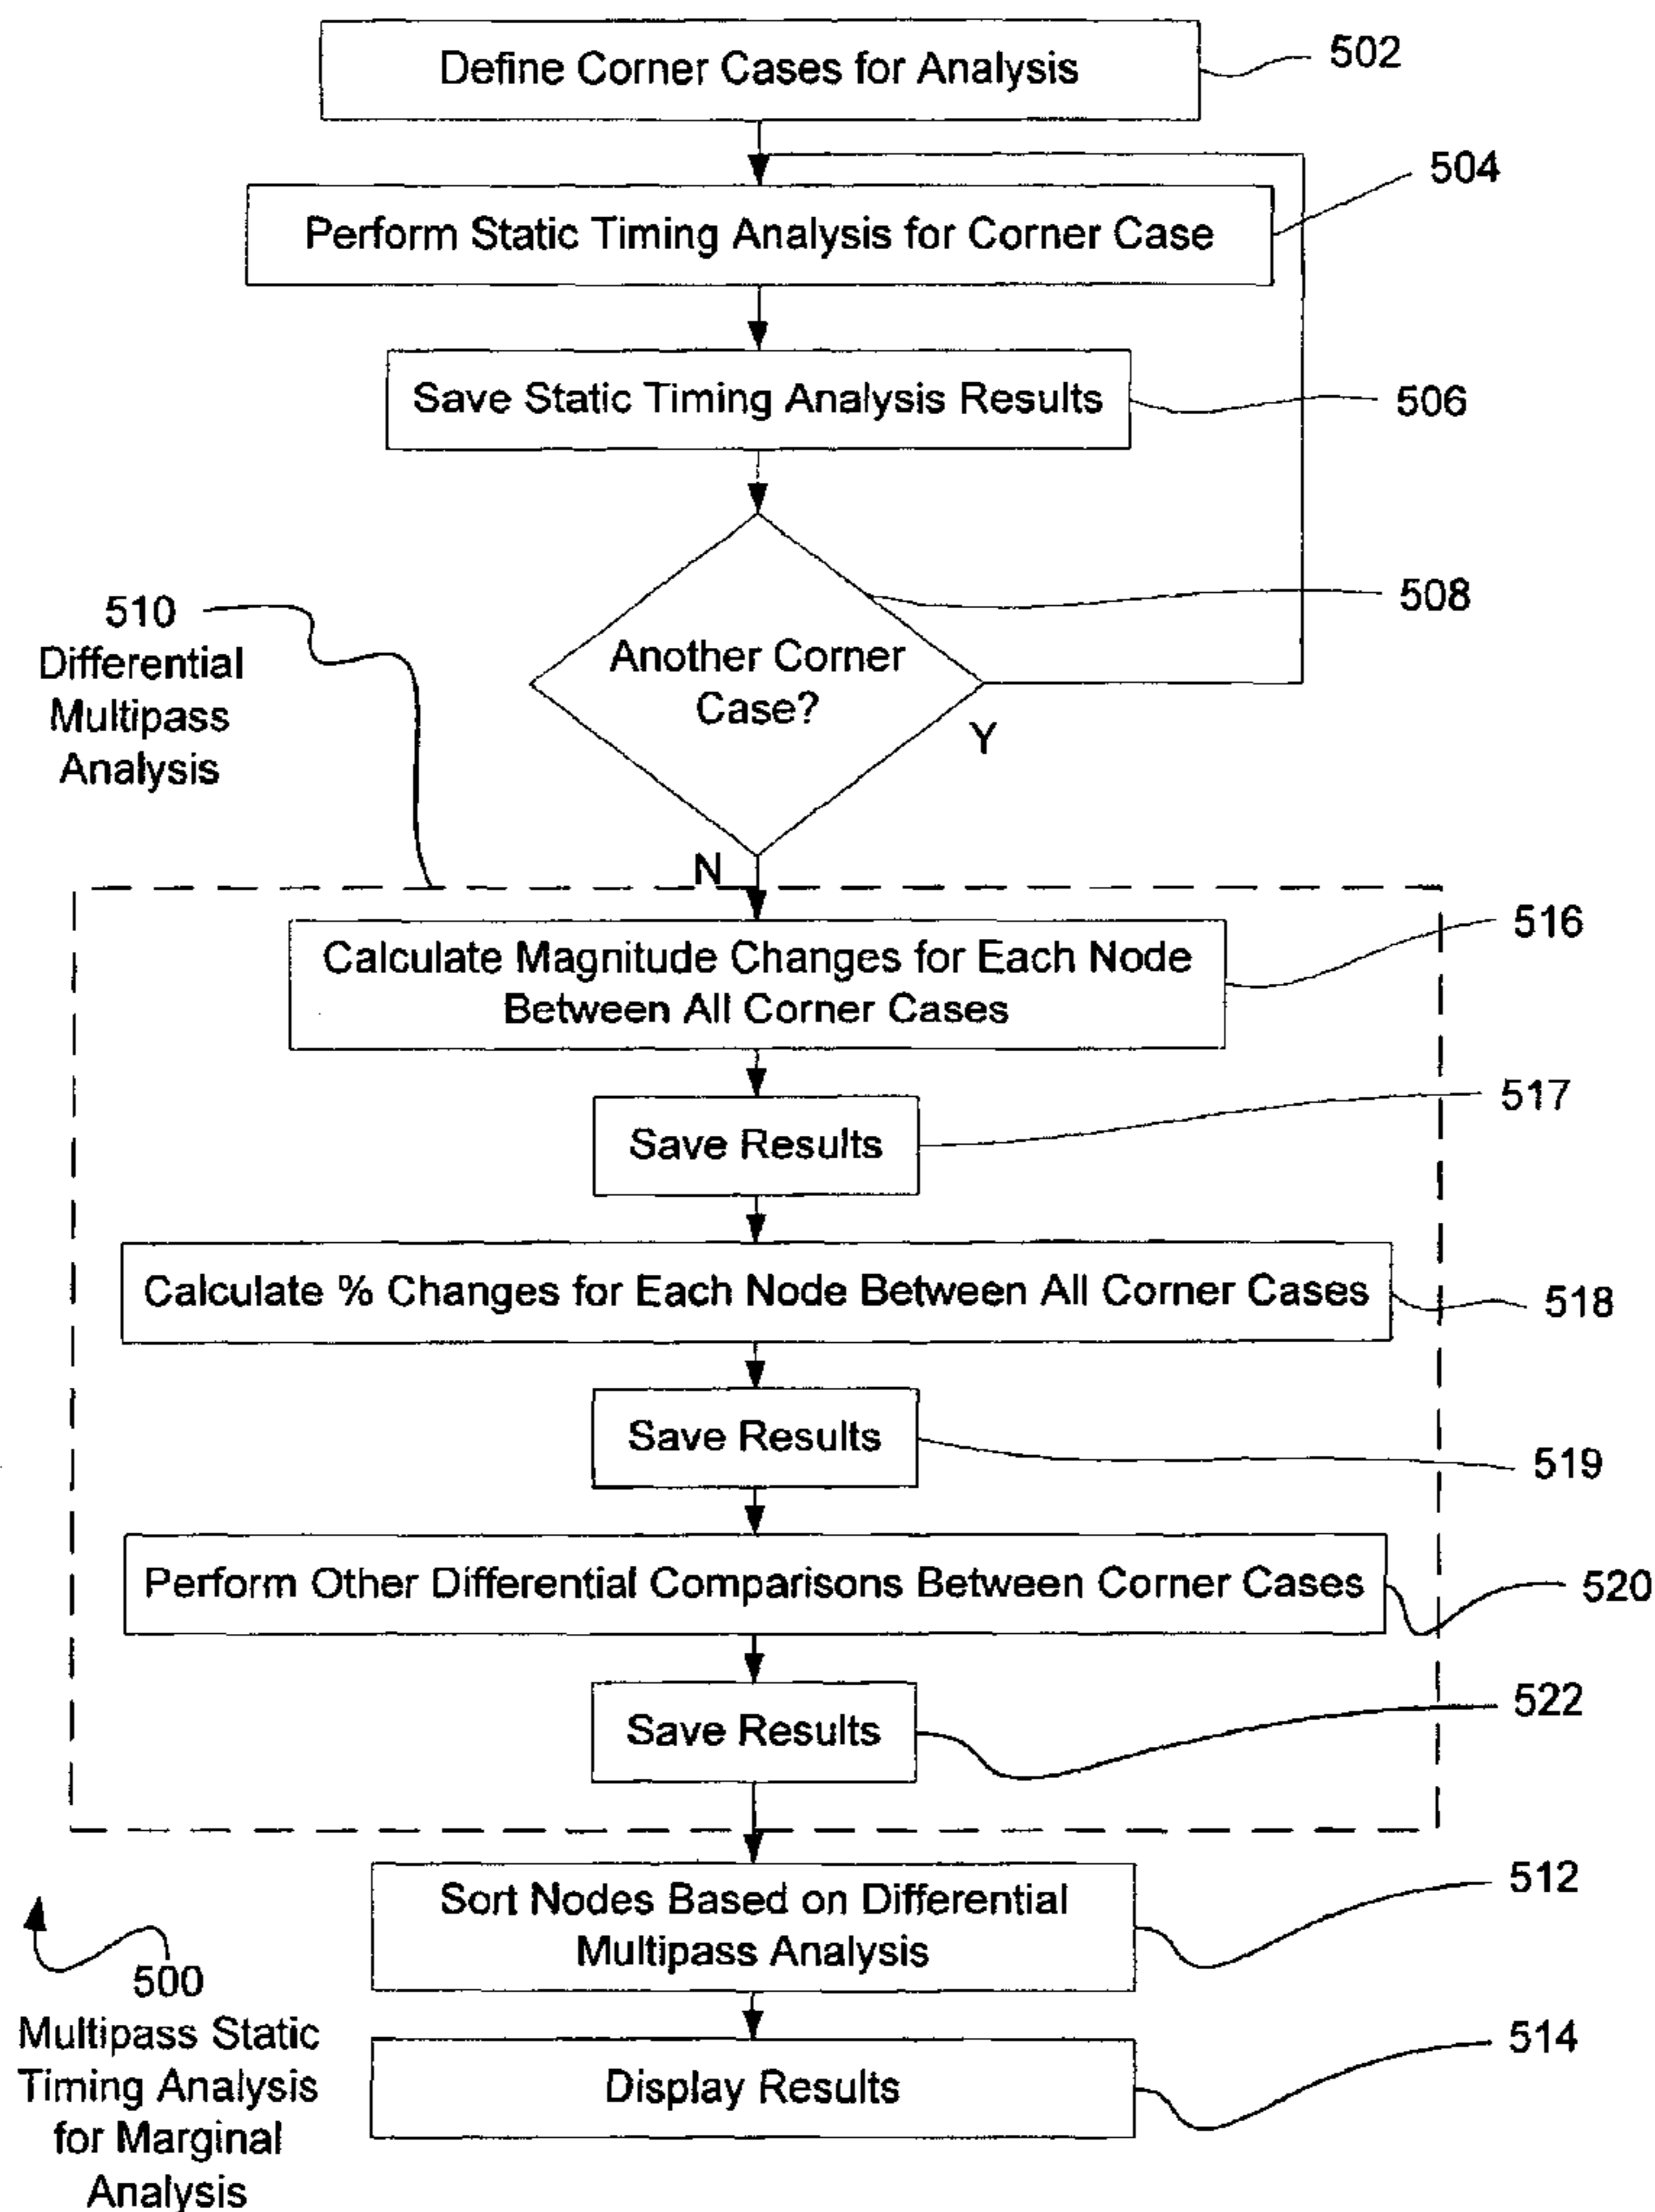 Define Corner Cases for Analysis
502
504
Perform Static Timing Analysis for Corner Case
Save Static Timing Analysis Results
506
508
510
Differential
Multipass
Analysis
Another Corner
Case?
Y
N
516
Calculate Magnitude Changes for Each Node
Between All Corner Cases
517
Save Results
Calculate % Changes for Each Node Between All Corner Cases
518
Save Results
519
Perform Other Differential Comparisons Between Corner Cases
520
522
Save Results
512
Sort Nodes Based on Differential
Multipass Analysis
500
Multipass Static
Timing Analysis
for Marginal
Analysis
514
Display Results